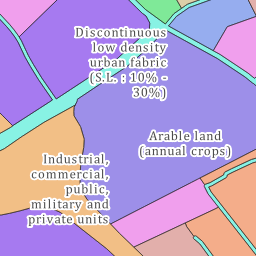 Discontinuous
low density
urban fabric
(S.L. : 10% -
30%)
Arable land
(annual crops)
Industrial,
commercial,
public,
military and
private units